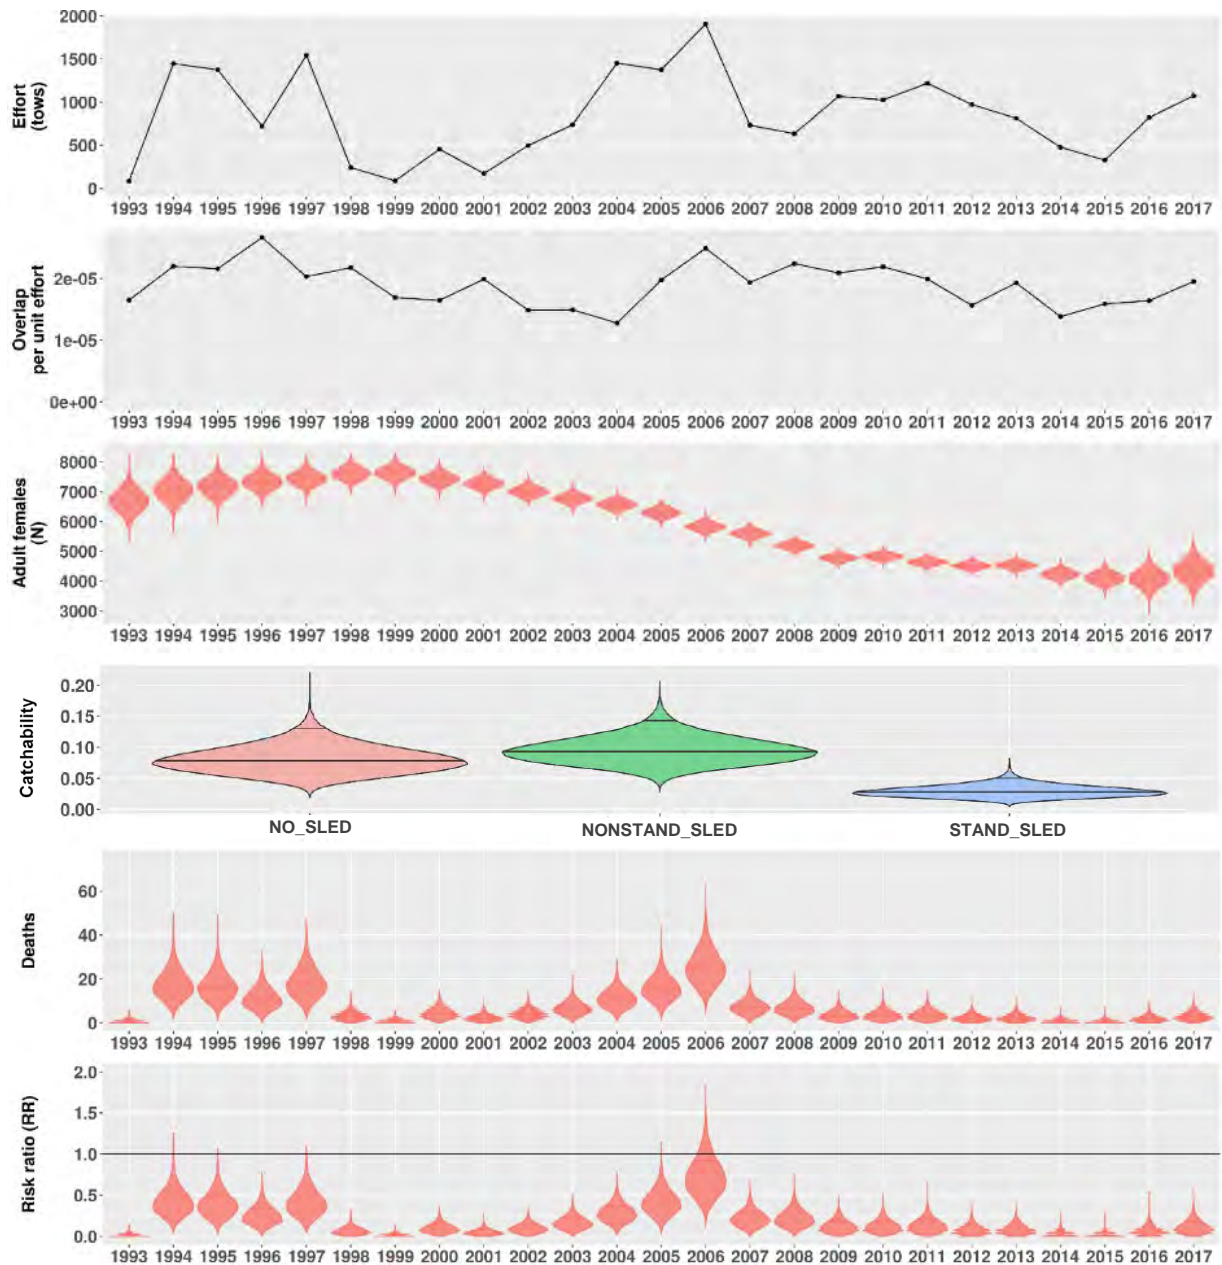 Effort
(tows)
2000
1500
1000
500
0
1993 1994 1995 1996 1997 1998 1999 2000 2001 2002 2003 2004 2005 2006 2007 2008 2009 2010 2011 2012 2013 2014 2015 2016 2017
Overlap
per unit effort
2e-05
1e-05
0e+00
1993 1994 1995 1996 1997 1998 1999 2000 2001 2002 2003 2004 2005 2006 2007 2008 2009 2010 2011 2012 2013 2014 2015 2016 2017
Adult females
(N)
8000
7000
6000
5000
4000
3000
1993 1994 1995 1996 1997 1998 1999 2000 2001 2002 2003 2004 2005 2006 2007 2008 2009 2010 2011 2012 2013 2014 2015 2016 2017
Catchability
0.20
0.15
0.10
0.05
0.00
NO_SLED NONSTAND_SLED STAND_SLED
Deaths
60
40
20
0
1993 1994 1995 1996 1997 1998 1999 2000 2001 2002 2003 2004 2005 2006 2007 2008 2009 2010 2011 2012 2013 2014 2015 2016 2017
Risk ratio (RR)
2.0
1.5
1.0
0.5
0.0
1993 1994 1995 1996 1997 1998 1999 2000 2001 2002 2003 2004 2005 2006 2007 2008 2009 2010 2011 2012 2013 2014 2015 2016 2017